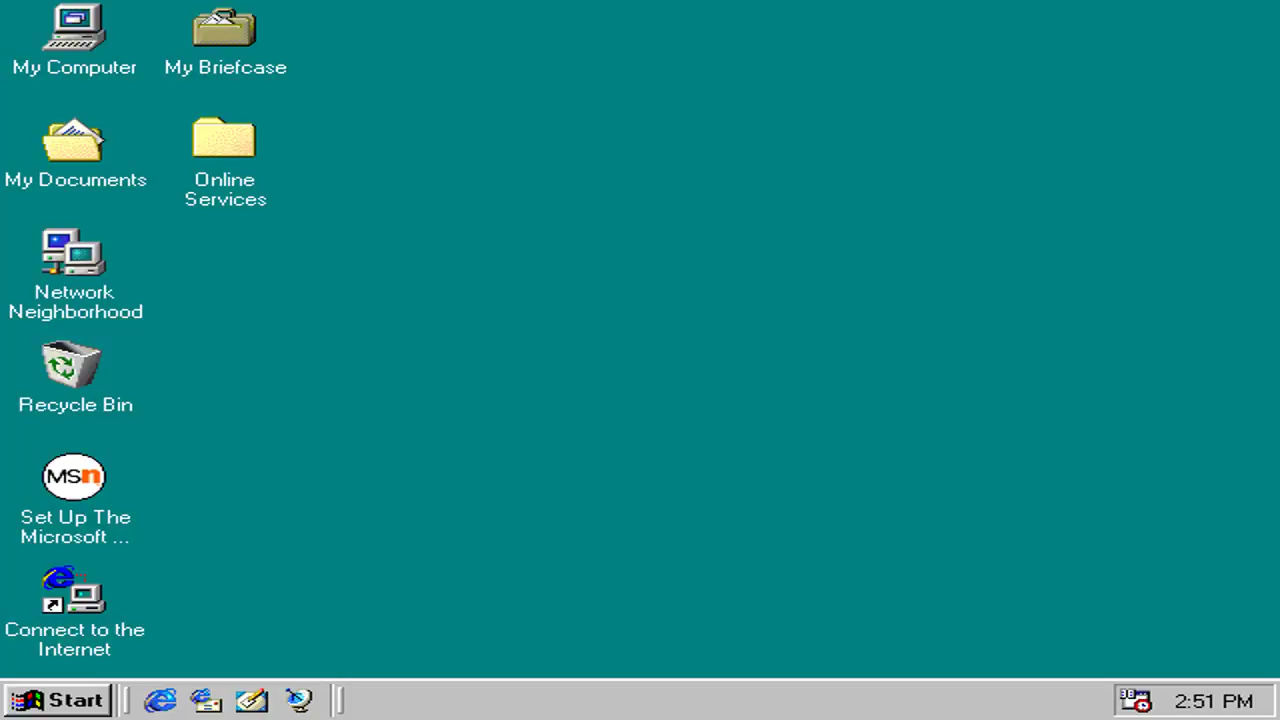 My Computer
My Briefcase
My Documents
Online
Services
Network
Neighborhood
Recycle Bin
MSn
Set Up The
Microsoft ...
Connect to the
Internet
Start
2:51 PM